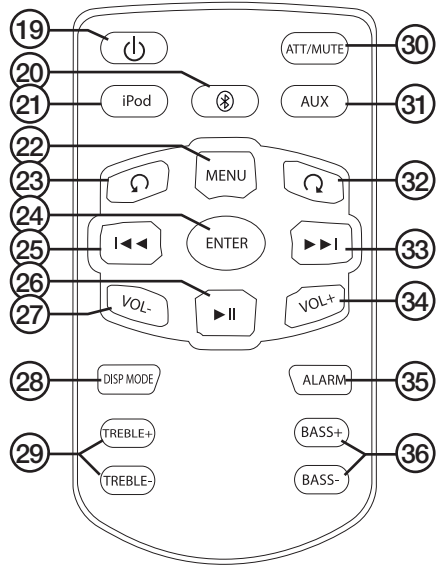 19
ATT/MUTE
30
20
21
iPod
AUX
31
22
MENU
23
32
24
ENTER
25
33
26
27
VOL-
VOL+
34
28
DISP MODE
ALARM
35
TREBLE+
BASS+
29
36
TREBLE-
BASS-